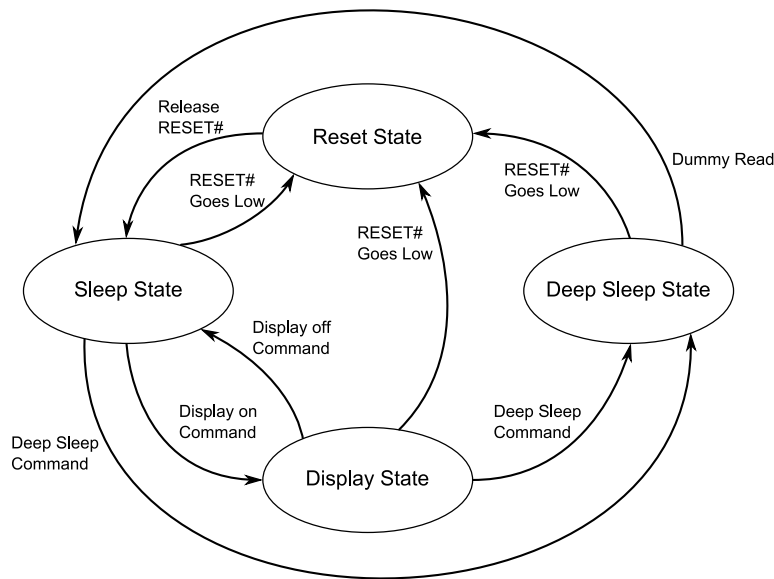 Release
RESET#
Reset State
RESET#
Goes Low
RESET#
Goes Low
Dummy Read
RESET#
Goes Low
Sleep State
Deep Sleep State
Display off
Command
Display on
Command
Deep Sleep
Command
Deep Sleep
Command
Display State